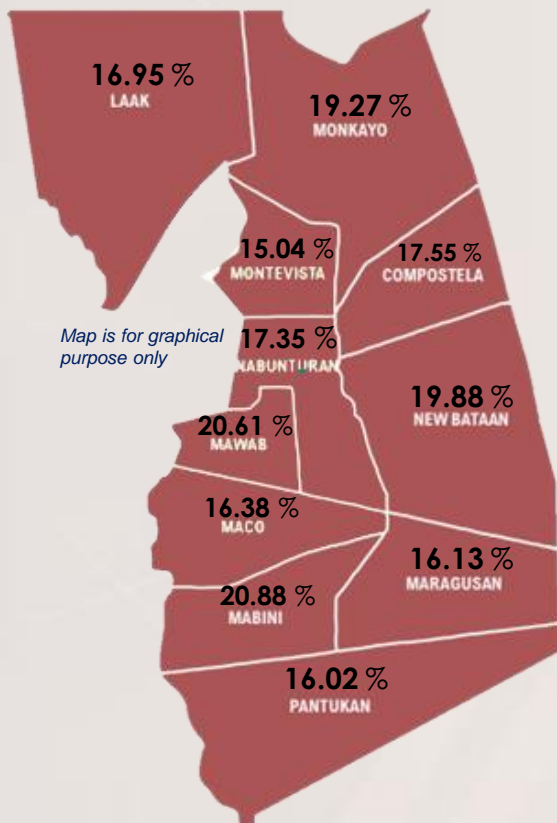 16.95 %
LAAK
19.27 %
MONKAYO
15.04 %
MONTEVISTA
17.55 %
COMPOSTELA
Map is for graphical
purpose only
17.35 %
NABUNTURAN
19.88 %
NEW BATAAN
20.61 %
MAWAB
16.38 %
MACO
16.13 %
MARAGUSAN
20.88 %
MABINI
16.02 %
PANTUKAN